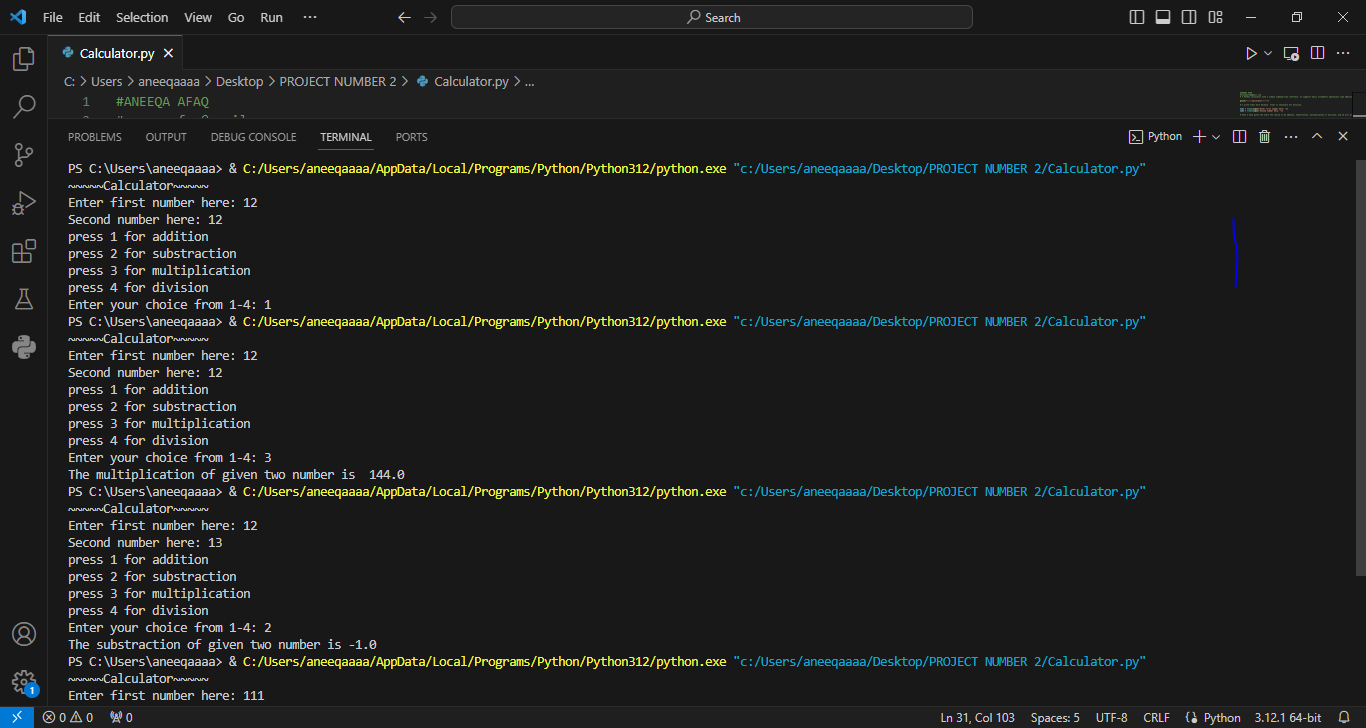 File Edit Selection View Go Run ··· Search
Calculator.py
C: > Users > aneeqaaaa > Desktop > PROJECT NUMBER 2 > Calculator.py > ...
1 #ANEEQA AFAQ
PROBLEMS OUTPUT DEBUG CONSOLE TERMINAL PORTS Python
PS C:\Users\aneeqaaaa> & C:/Users/aneeqaaaa/AppData/Local/Programs/Python/Python312/python.exe "c:/Users/aneeqaaaa/Desktop/PROJECT NUMBER 2/Calculator.py"
~~~~~Calculator~~~~~
Enter first number here: 12
Second number here: 12
press 1 for addition
press 2 for substraction
press 3 for multiplication
press 4 for division
Enter your choice from 1-4: 1
PS C:\Users\aneeqaaaa> & C:/Users/aneeqaaaa/AppData/Local/Programs/Python/Python312/python.exe "c:/Users/aneeqaaaa/Desktop/PROJECT NUMBER 2/Calculator.py"
~~~~~Calculator~~~~~
Enter first number here: 12
Second number here: 12
press 1 for addition
press 2 for substraction
press 3 for multiplication
press 4 for division
Enter your choice from 1-4: 3
The multiplication of given two number is  144.0
PS C:\Users\aneeqaaaa> & C:/Users/aneeqaaaa/AppData/Local/Programs/Python/Python312/python.exe "c:/Users/aneeqaaaa/Desktop/PROJECT NUMBER 2/Calculator.py"
~~~~~Calculator~~~~~
Enter first number here: 12
Second number here: 13
press 1 for addition
press 2 for substraction
press 3 for multiplication
press 4 for division
Enter your choice from 1-4: 2
The substraction of given two number is -1.0
PS C:\Users\aneeqaaaa> & C:/Users/aneeqaaaa/AppData/Local/Programs/Python/Python312/python.exe "c:/Users/aneeqaaaa/Desktop/PROJECT NUMBER 2/Calculator.py"
~~~~~Calculator~~~~~
Enter first number here: 111
1
0 0 0 Ln 31, Col 103 Spaces: 5 UTF-8 CRLF Python 3.12.1 64-bit